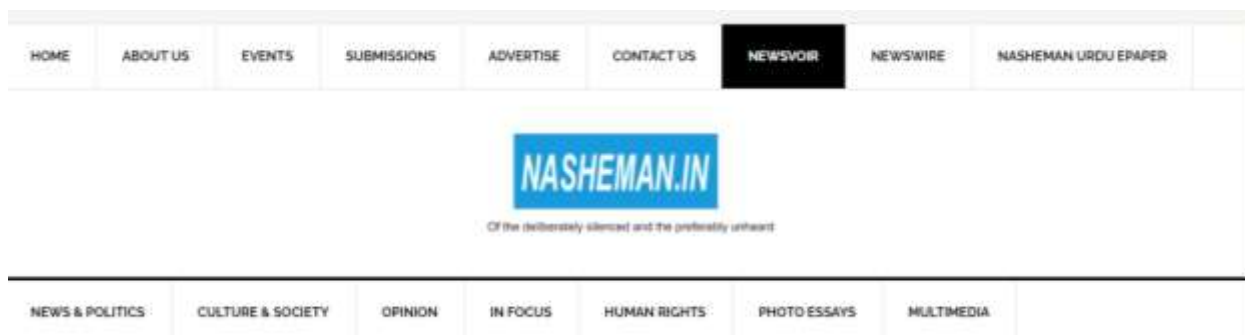 HOME ABOUT US EVENTS SUBMISSIONS ADVERTISE CONTACT US NEWSVOIR NEWSWIRE NASHEMAN URDU EPAPER
NASHEMAN.IN
Of the deliberately silenced and the preferably unheard
NEWS & POLITICS CULTURE & SOCIETY OPINION IN FOCUS HUMAN RIGHTS PHOTO ESSAYS MULTIMEDIA